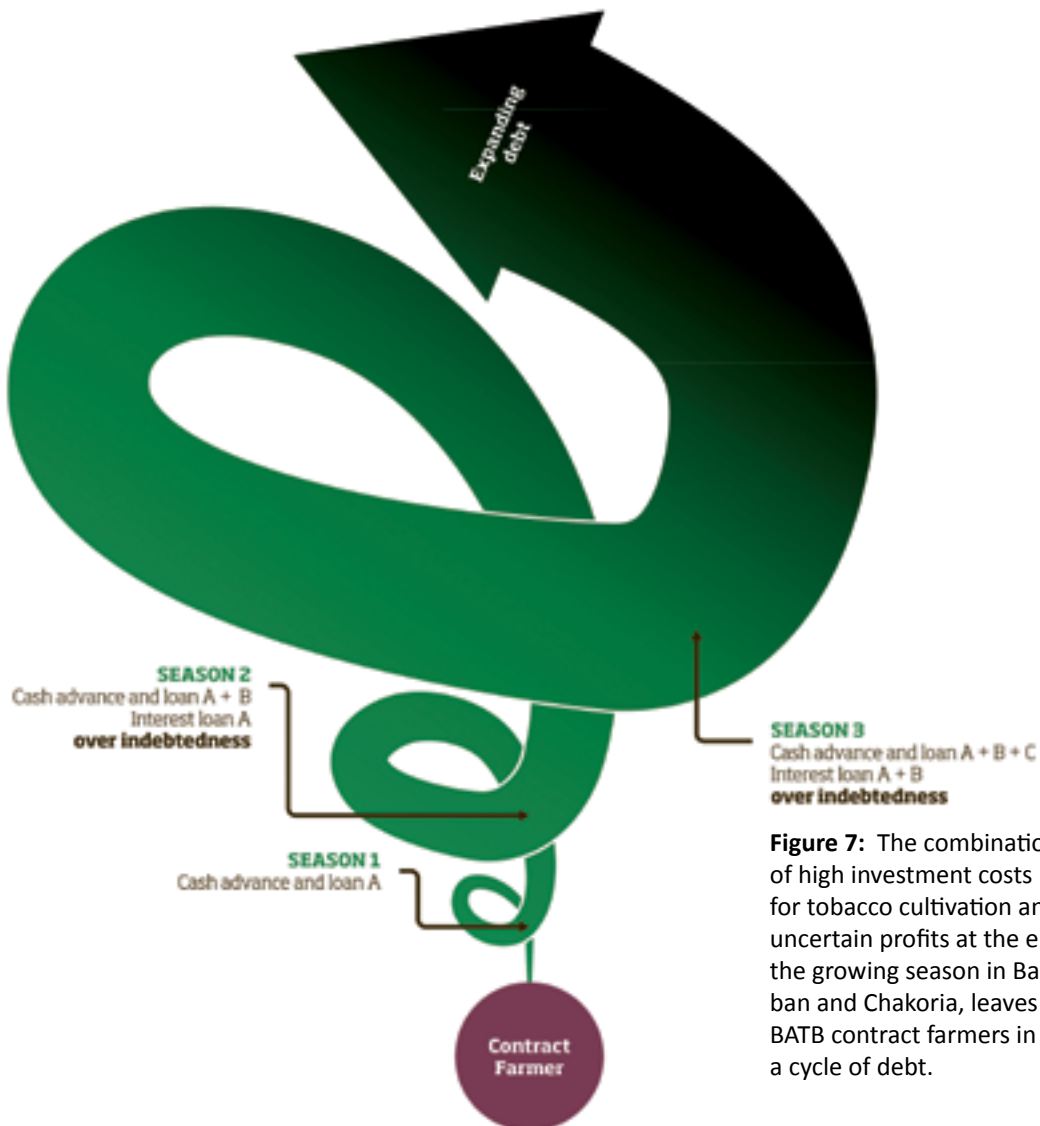 Expanding
debt
SEASON 2
Cash advance and loan A + B
Interest loan A
over indebtedness
SEASON 3
Cash advance and loan A + B + C
Interest loan A + B
over indebtedness
SEASON 1
Cash advance and loan A
Contract
Farmer
Figure 7: The combinatio
of high investment costs
for tobacco cultivation an
uncertain profits at the e
the growing season in Ba
ban and Chakoria, leaves
BATB contract farmers in
a cycle of debt.